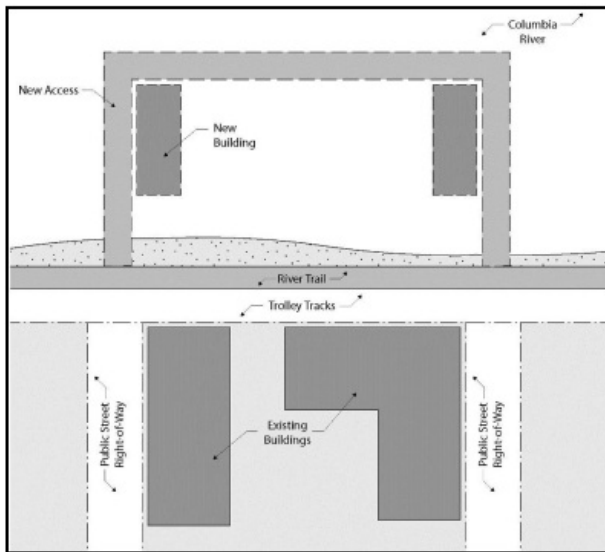 Columbia
River
New Access
New
Building
River Trail
Trolley Tracks
Public Street
Right-of-Way
Existing
Buildings
Public Street
Right-of-Way